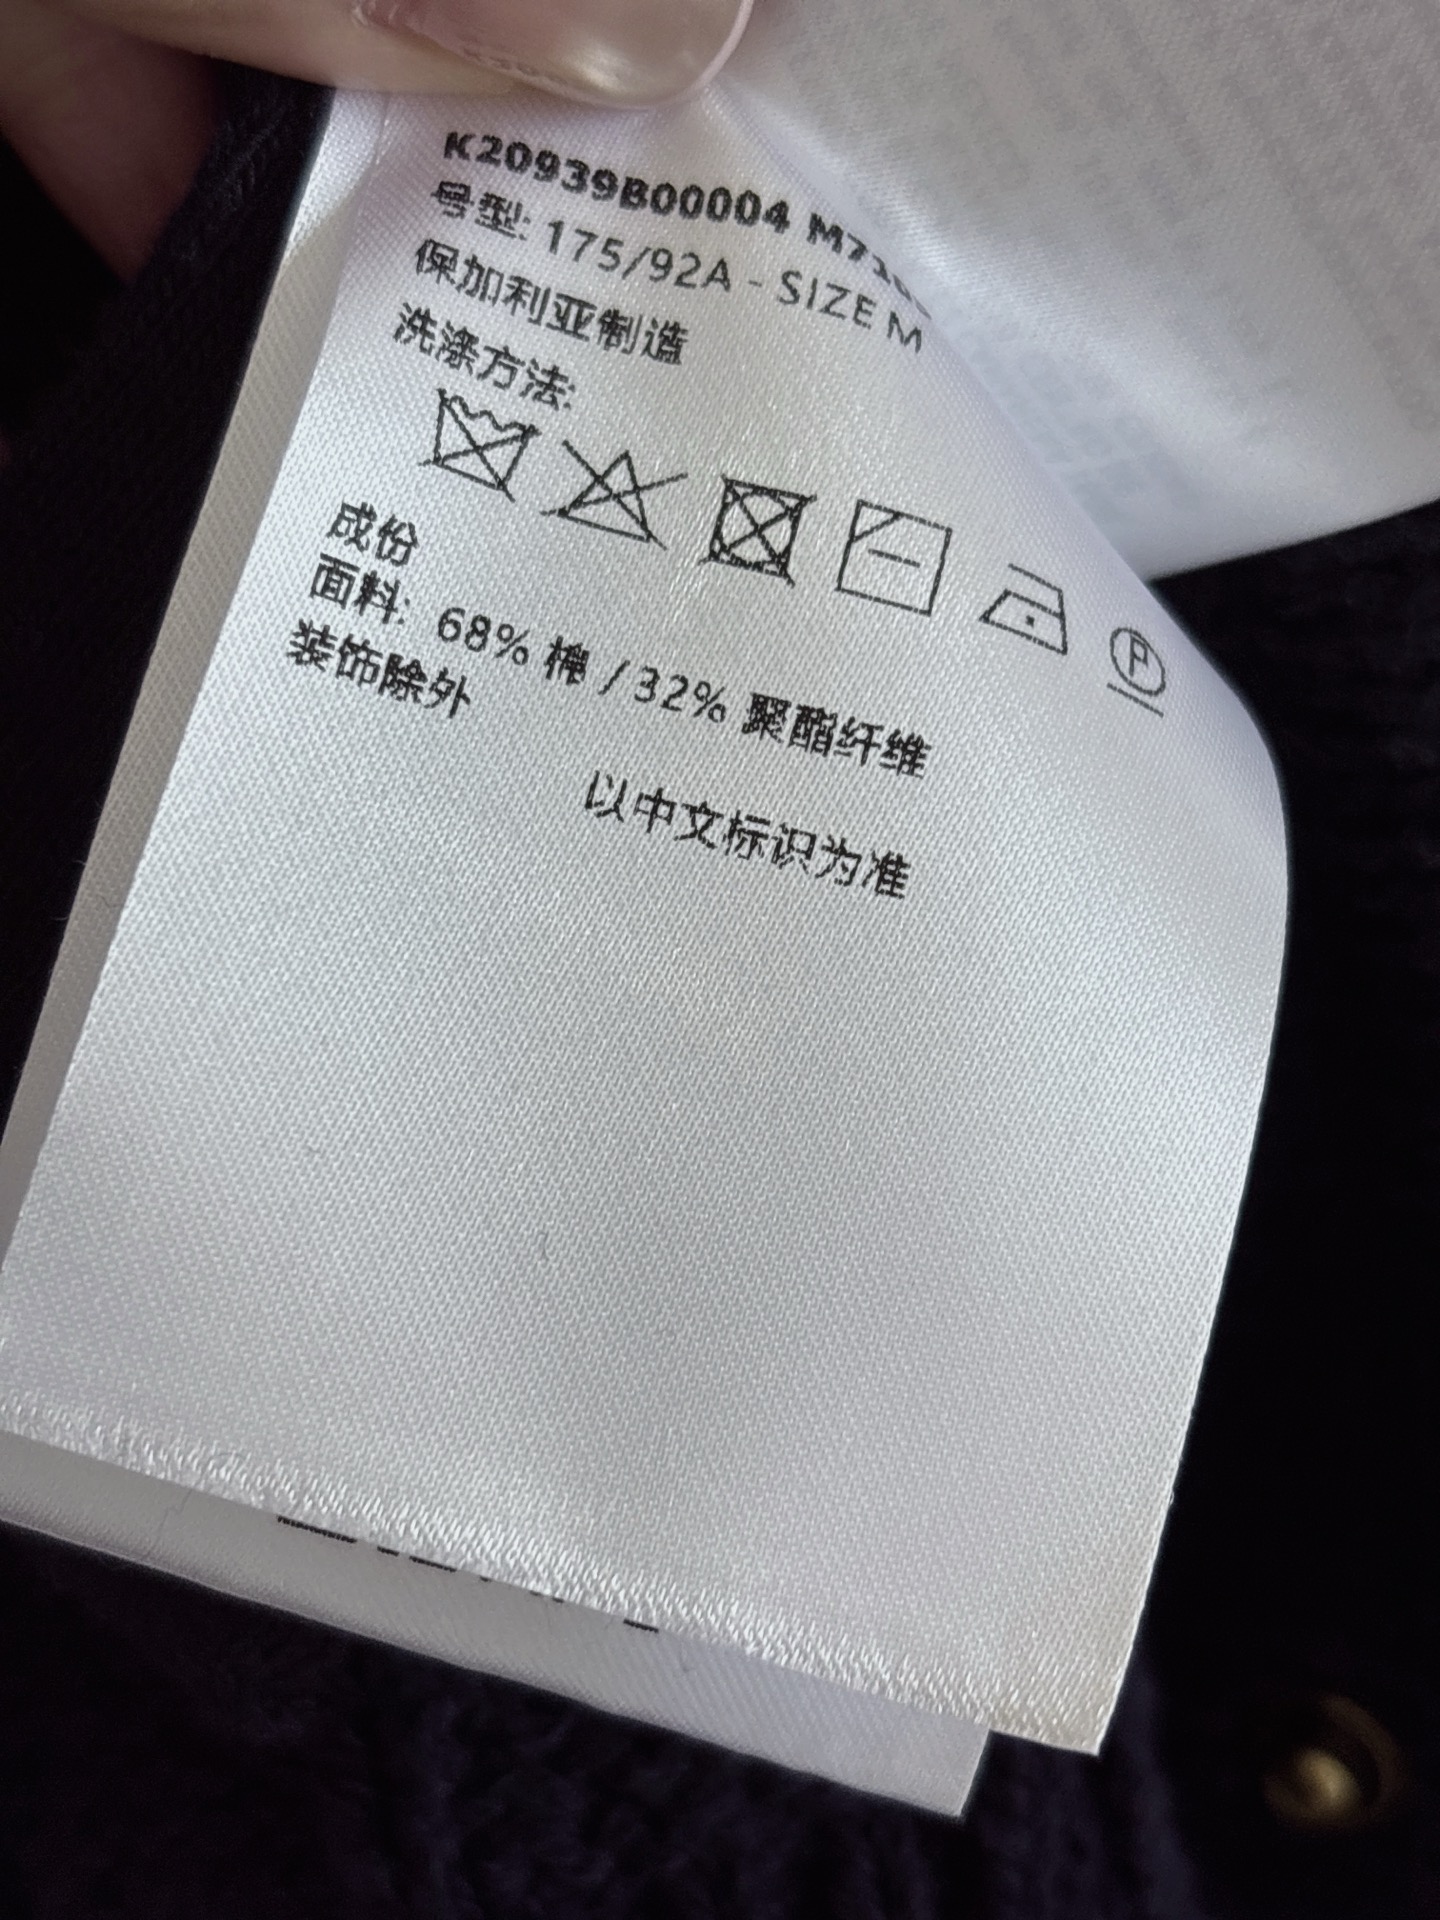 K20939B00004
号型: 175/92A - SIZE M
保加利亚制造
洗涤方法:
P
成份
面料: 68% 棉 / 32% 聚酯纤维
装饰除外
以中文标识为准